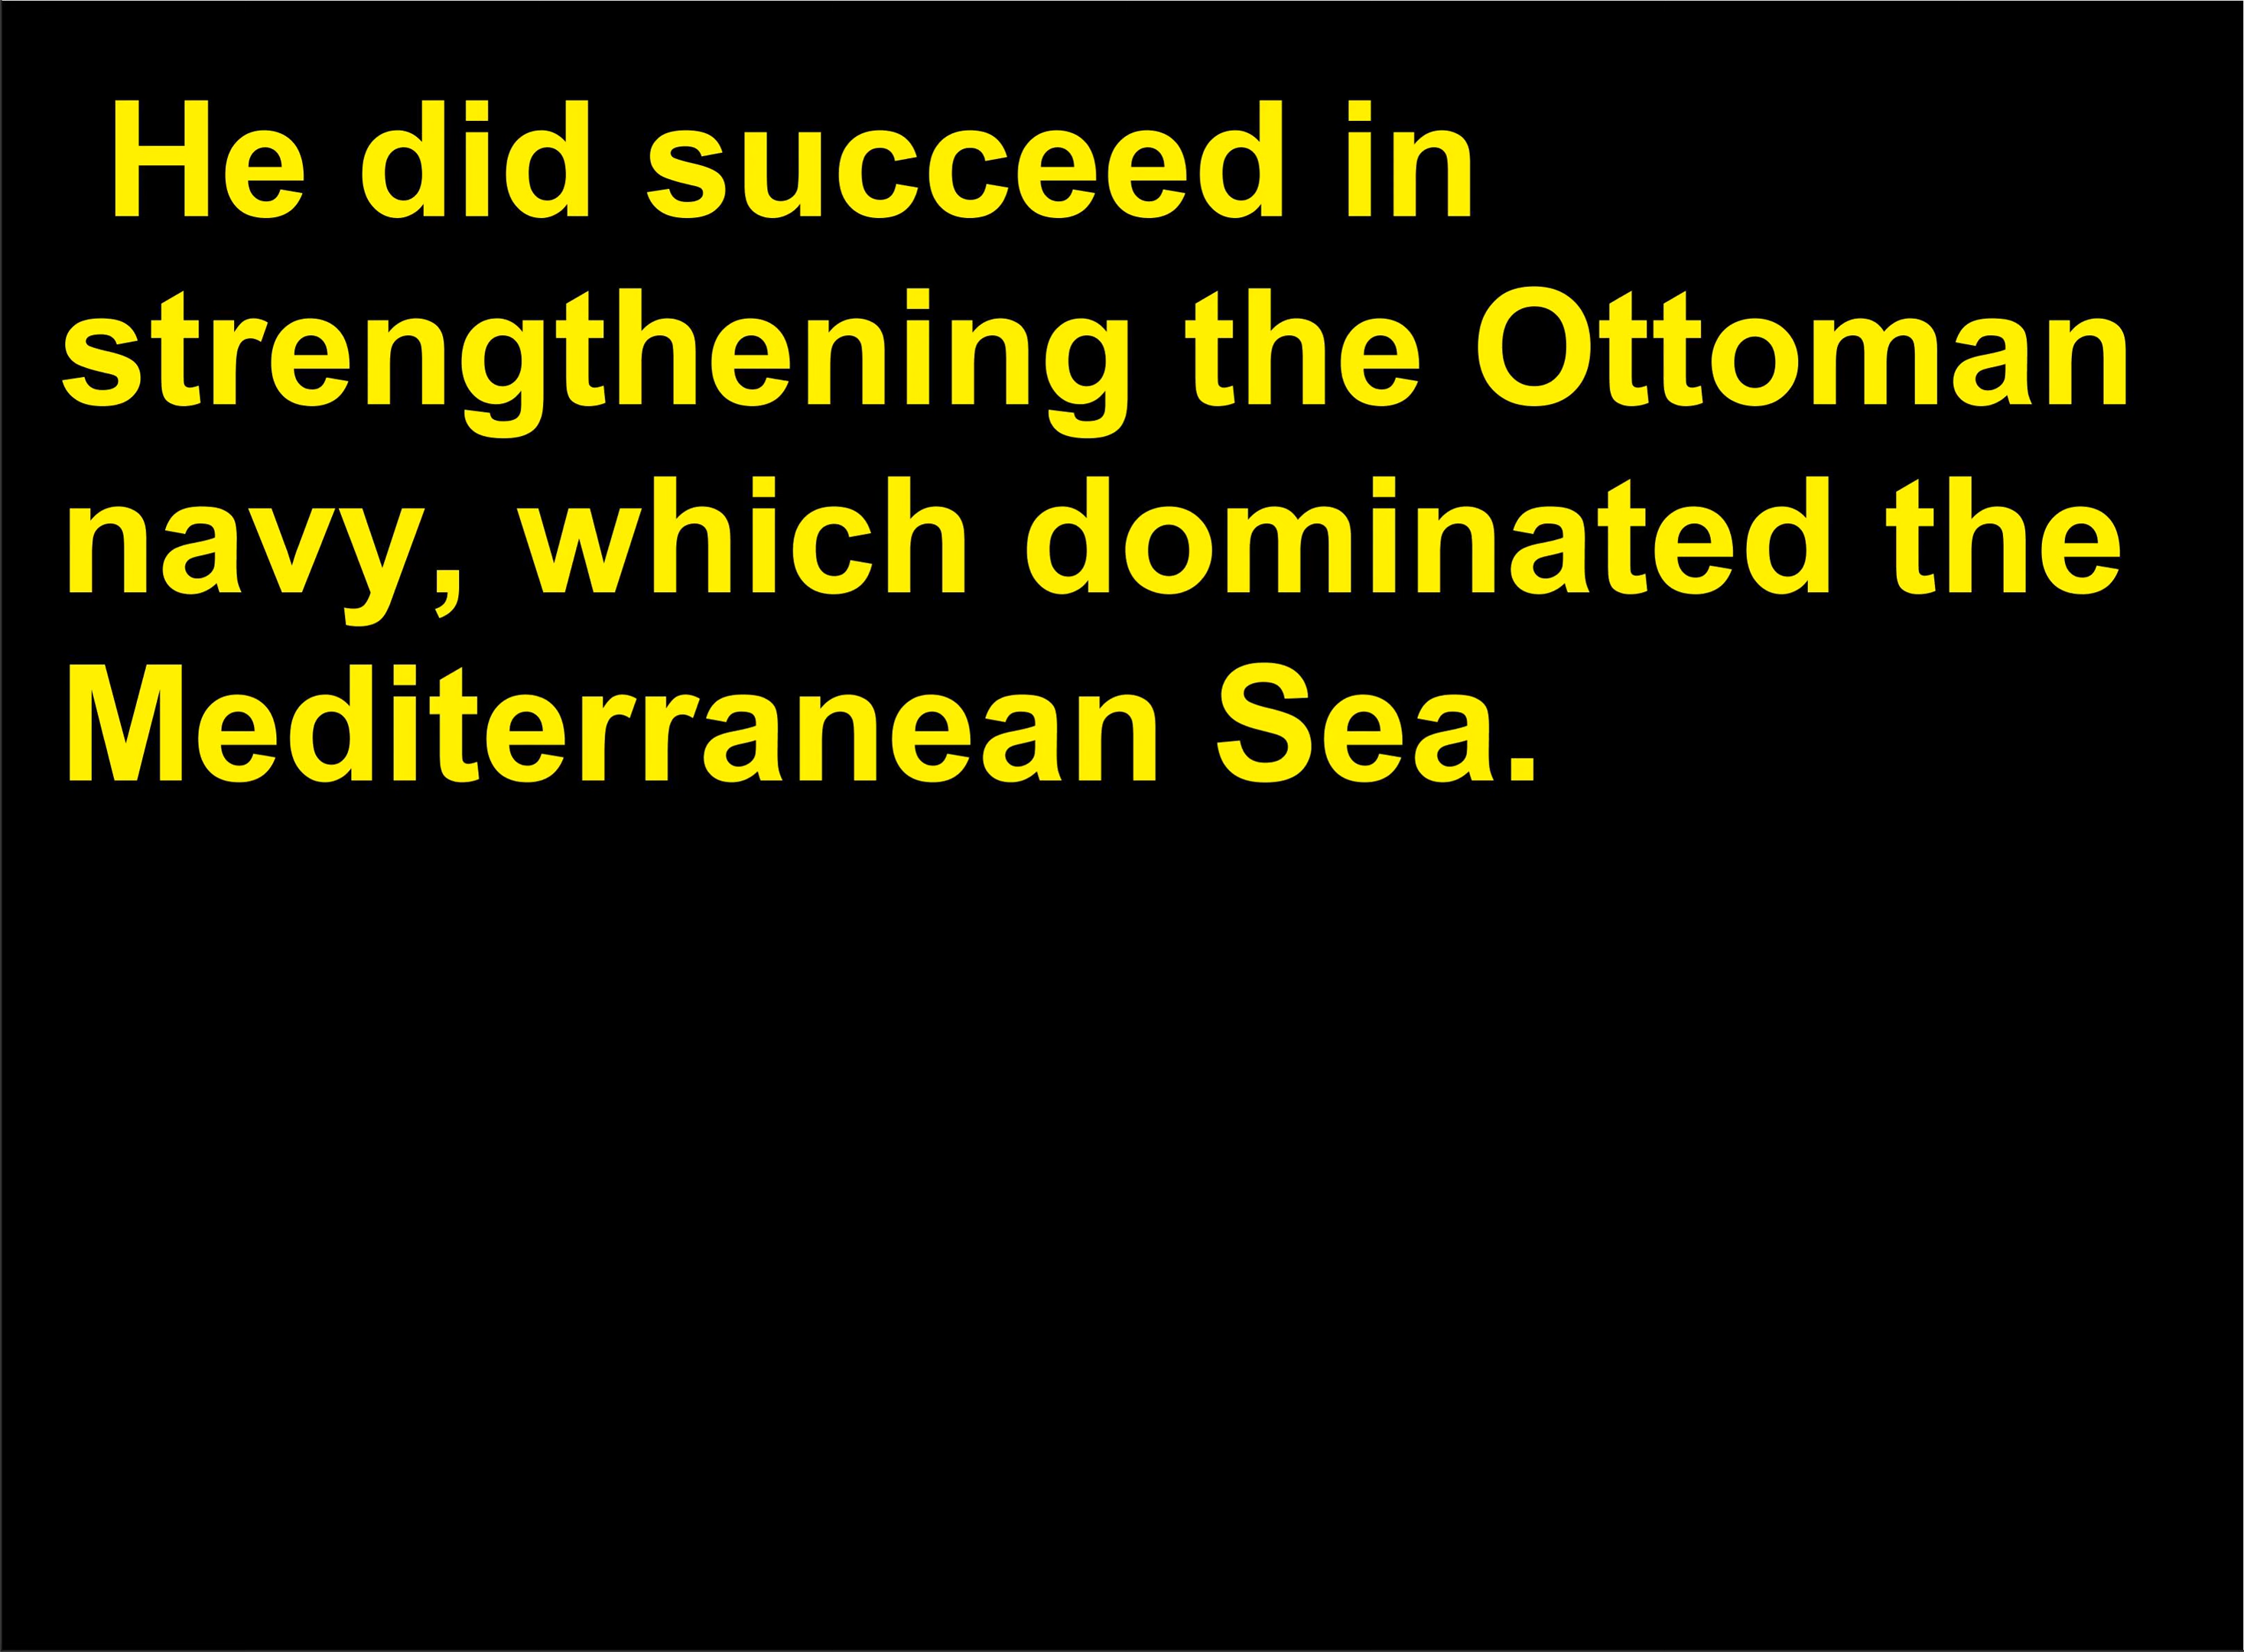 He did succeed in
strengthening the Ottoman
navy, which dominated the
Mediterranean Sea.